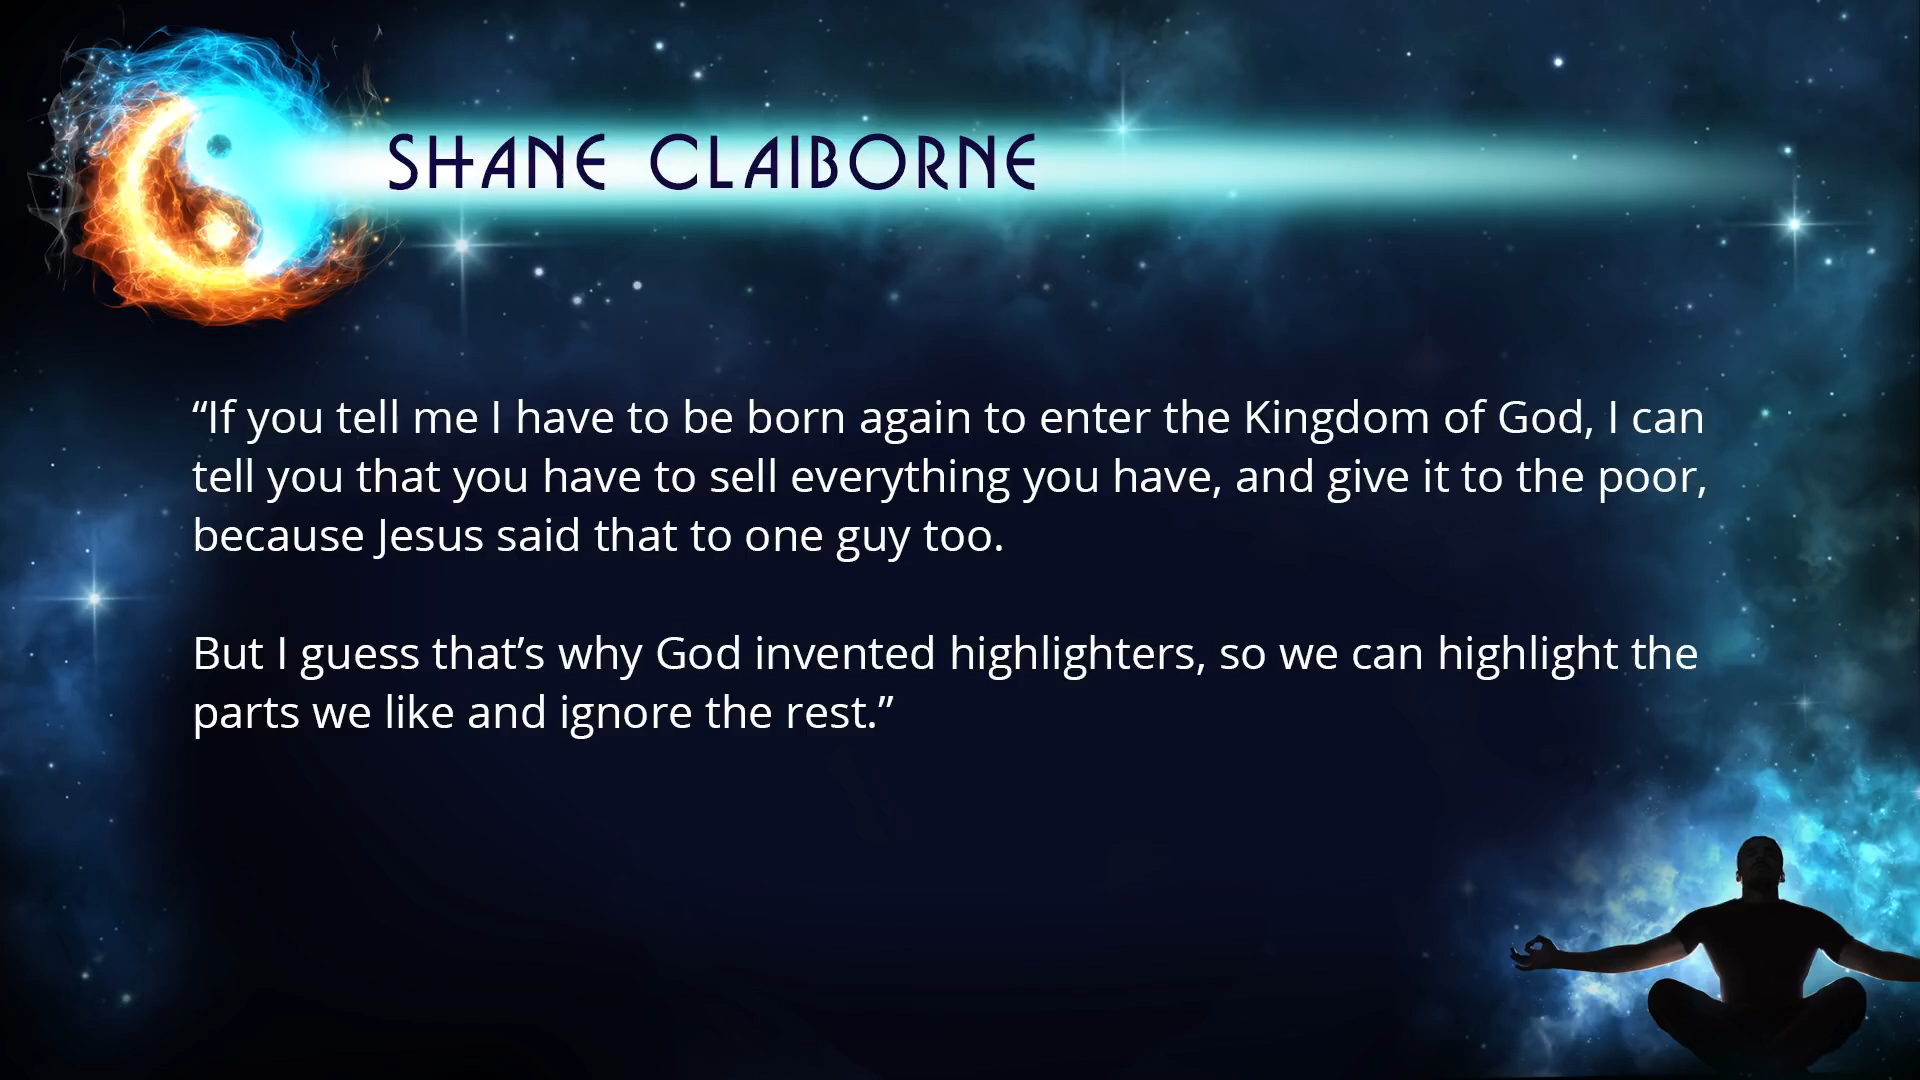 SHANE CLAIBORNE
“If you tell me I have to be born again to enter the Kingdom of God, I can
tell you that you have to sell everything you have, and give it to the poor,
because Jesus said that to one guy too.
But I guess that’s why God invented highlighters, so we can highlight the
parts we like and ignore the rest.”